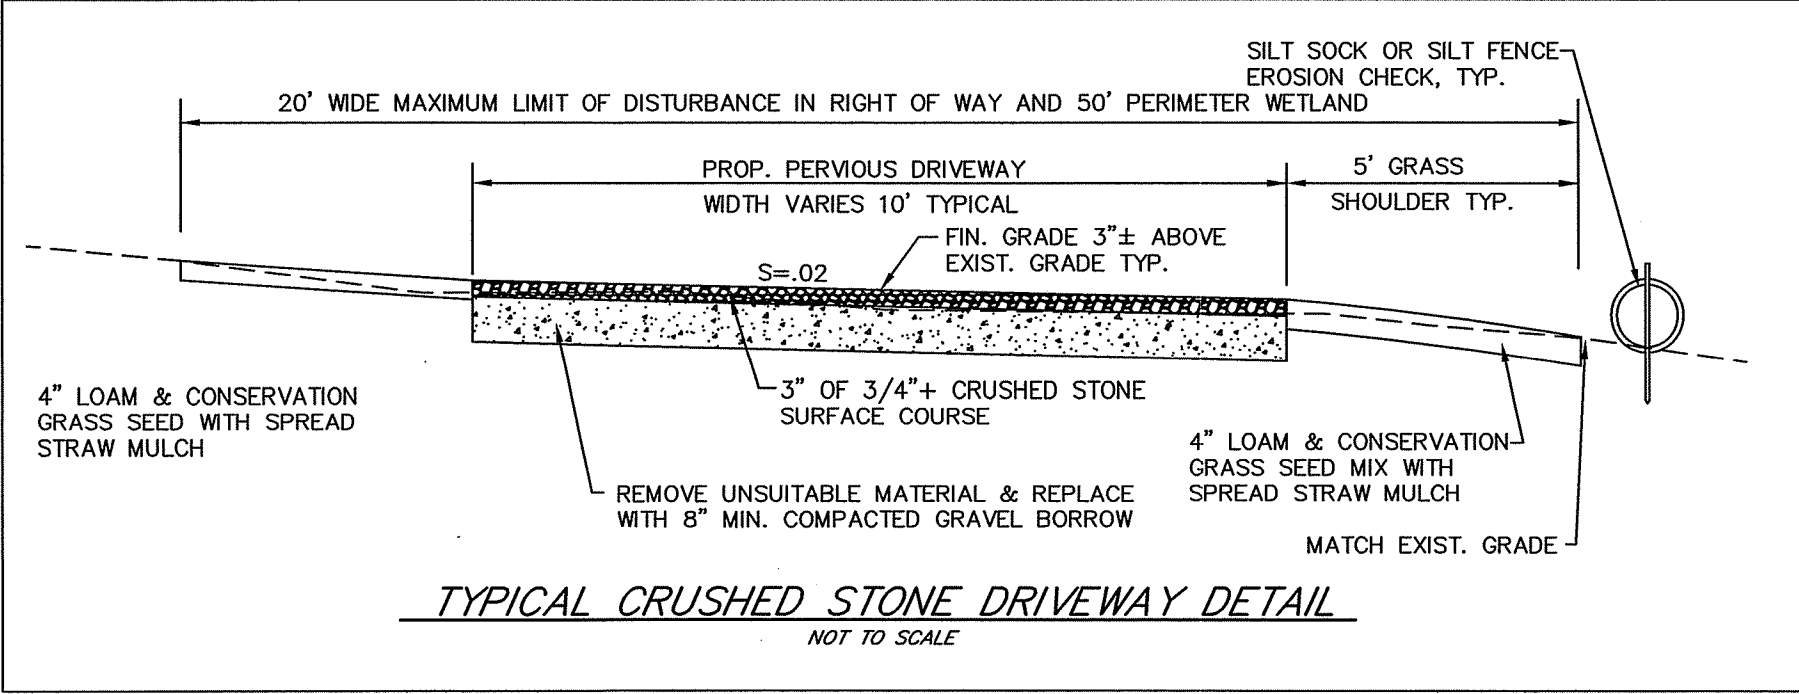 SILT SOCK OR SILT FENCE
EROSION CHECK, TYP.
20' WIDE MAXIMUM LIMIT OF DISTURBANCE IN RIGHT OF WAY AND 50' PERIMETER WETLAND
PROP. PERVIOUS DRIVEWAY
WIDTH VARIES 10' TYPICAL
5' GRASS
SHOULDER TYP.
FIN. GRADE 3"± ABOVE
EXIST. GRADE TYP.
S=.02
3" OF 3/4"+ CRUSHED STONE
SURFACE COURSE
4" LOAM & CONSERVATION
GRASS SEED WITH SPREAD
STRAW MULCH
4" LOAM & CONSERVATION
GRASS SEED MIX WITH
SPREAD STRAW MULCH
REMOVE UNSUITABLE MATERIAL & REPLACE
WITH 8" MIN. COMPACTED GRAVEL BORROW
MATCH EXIST. GRADE
TYPICAL CRUSHED STONE DRIVEWAY DETAIL
NOT TO SCALE